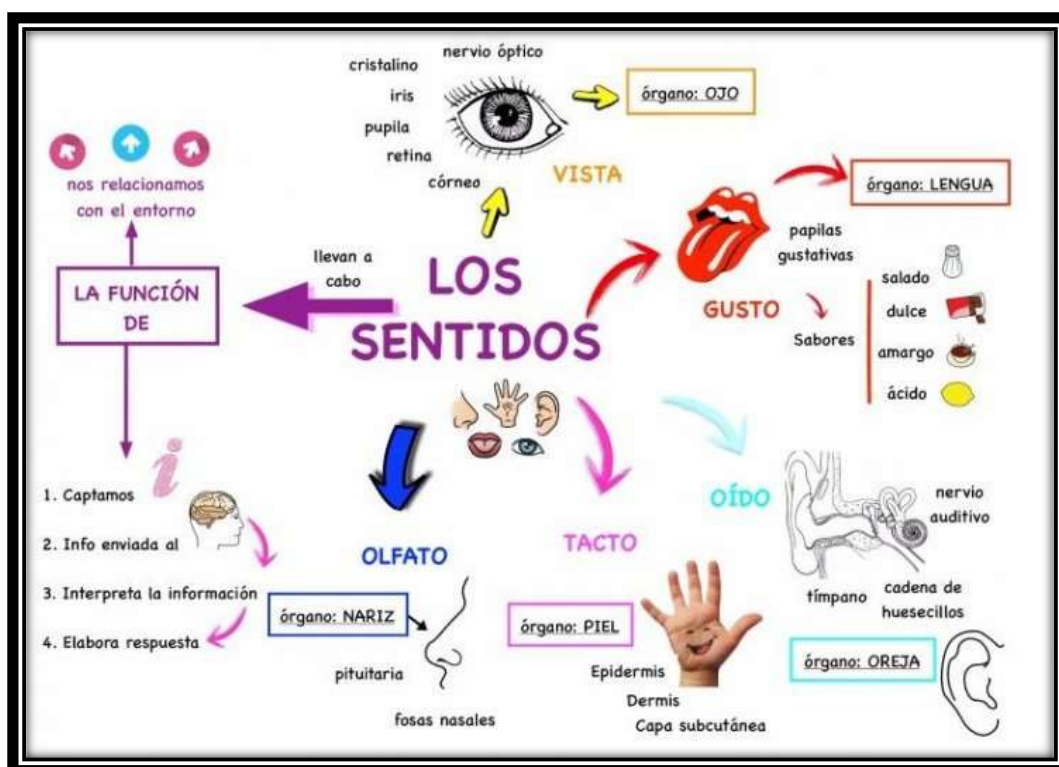 nervio óptico
cristalino
iris
pupila
retina
córneo
órgano: OJO
VISTA
órgano: LENGUA
papilas
gustativas
GUSTO
Sabores
salado
dulce
amargo
ácido
nos relacionamos
con el entorno
LA FUNCIÓN
DE
llevan a
cabo
LOS
SENTIDOS
i
1. Captamos
2. Info enviada al
3. Interpreta la información
4. Elabora respuesta
OLFATO
órgano: NARIZ
pituitaria
fosas nasales
TACTO
órgano: PIEL
Epidermis
Dermis
Capa subcutánea
OÍDO
nervio
auditivo
tímpano
cadena de
huesecillos
órgano: OREJA